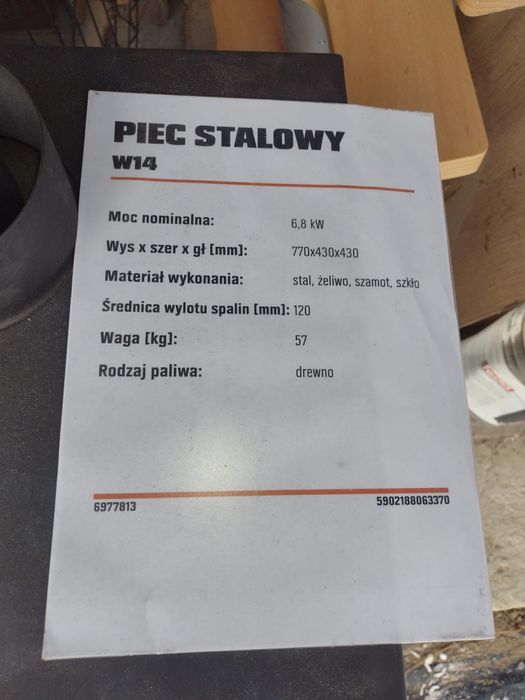 PIEC STALOWY
W14
Moc nominalna: 6,8 kW
Wys x szer x gł [mm]: 770x430x430
Materiał wykonania: stal, żeliwo, szamot, szkło
Średnica wylotu spalin [mm]: 120
Waga [kg]: 57
Rodzaj paliwa: drewno
6977813 5902188063370